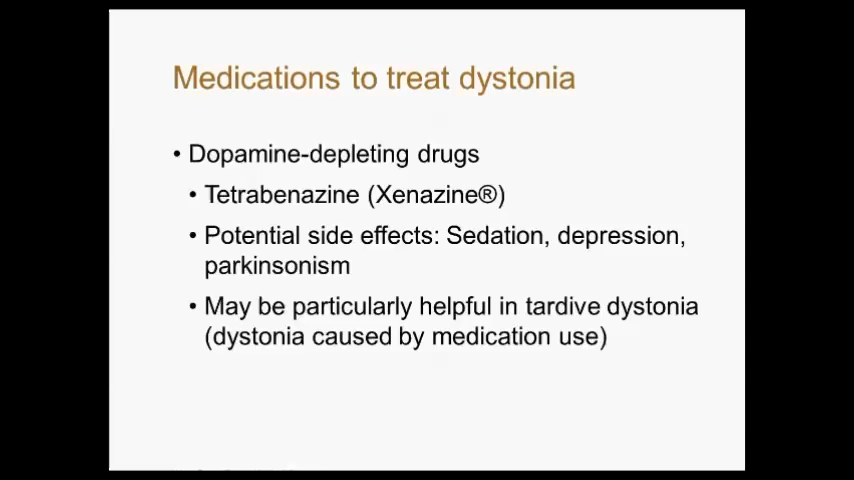 Medications to treat dystonia
• Dopamine-depleting drugs
• Tetrabenazine (Xenazine®)
• Potential side effects: Sedation, depression,
parkinsonism
• May be particularly helpful in tardive dystonia
(dystonia caused by medication use)